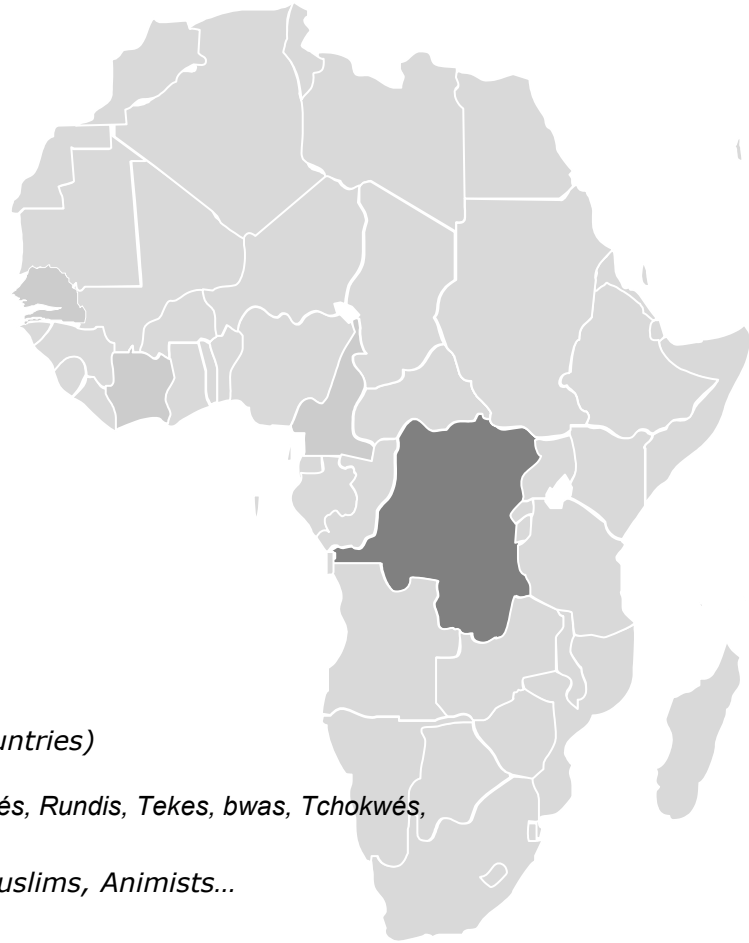 untries)
és, Rundis, Tekes, bwas, Tchokwés,
uslims, Animists…